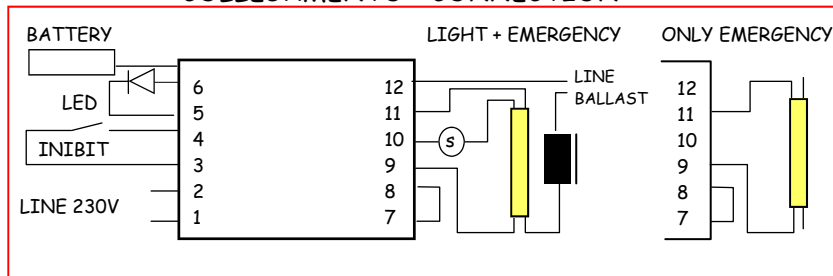 BATTERY
LIGHT + EMERGENCY
ONLY EMERGENCY
LED
INIBIT
LINE 230V
6
5
4
3
2
1
12
11
10
9
8
7
S
LINE
BALLAST
12
11
10
9
8
7